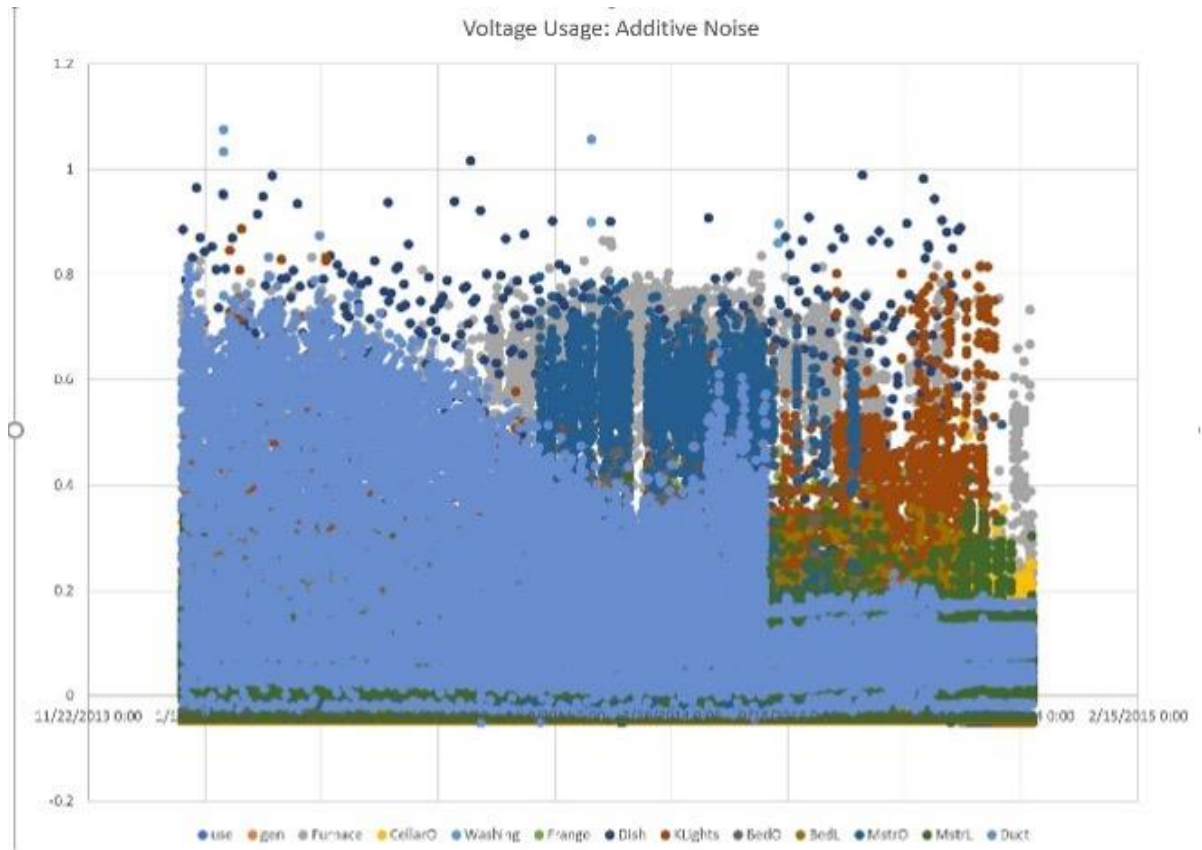 Voltage Usage: Additive Noise
1.2
1
0.8
0.6
0.4
0.2
0
11/22/2013 0:00 2/15/2015 0:00
-0.2
use gen Furnace CellarO Washing Frange Dish KLights BedO BedL MstrO MstrL Duct